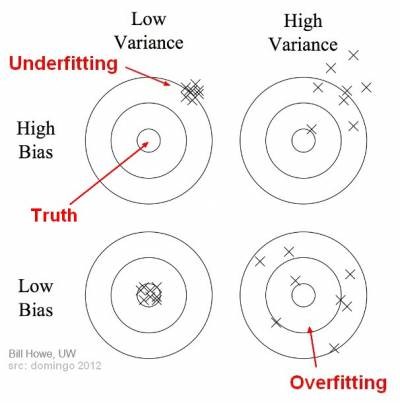 Low
Variance
High
Variance
Underfitting
High
Bias
Truth
Low
Bias
Bill Howe, UW
src: domingo 2012
Overfitting